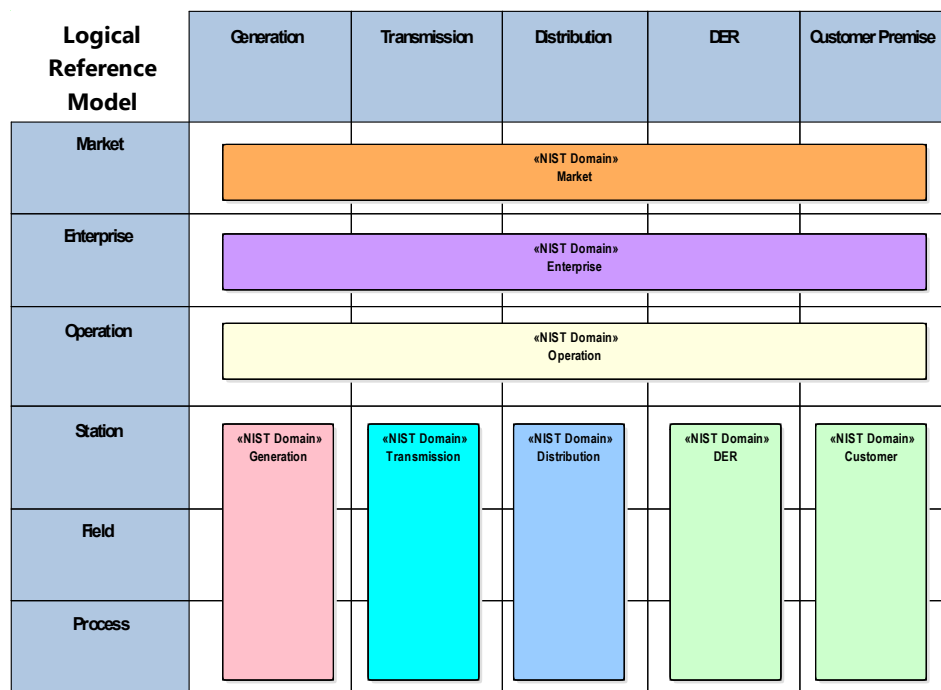 Logical
Reference
Model
Generation
Transmission
Distribution
DER
Customer Premise
Market
«NIST Domain»
Market
Enterprise
«NIST Domain»
Enterprise
Operation
«NIST Domain»
Operation
Station
«NIST Domain»
Generation
«NIST Domain»
Transmission
«NIST Domain»
Distribution
«NIST Domain»
DER
«NIST Domain»
Customer
Field
Process